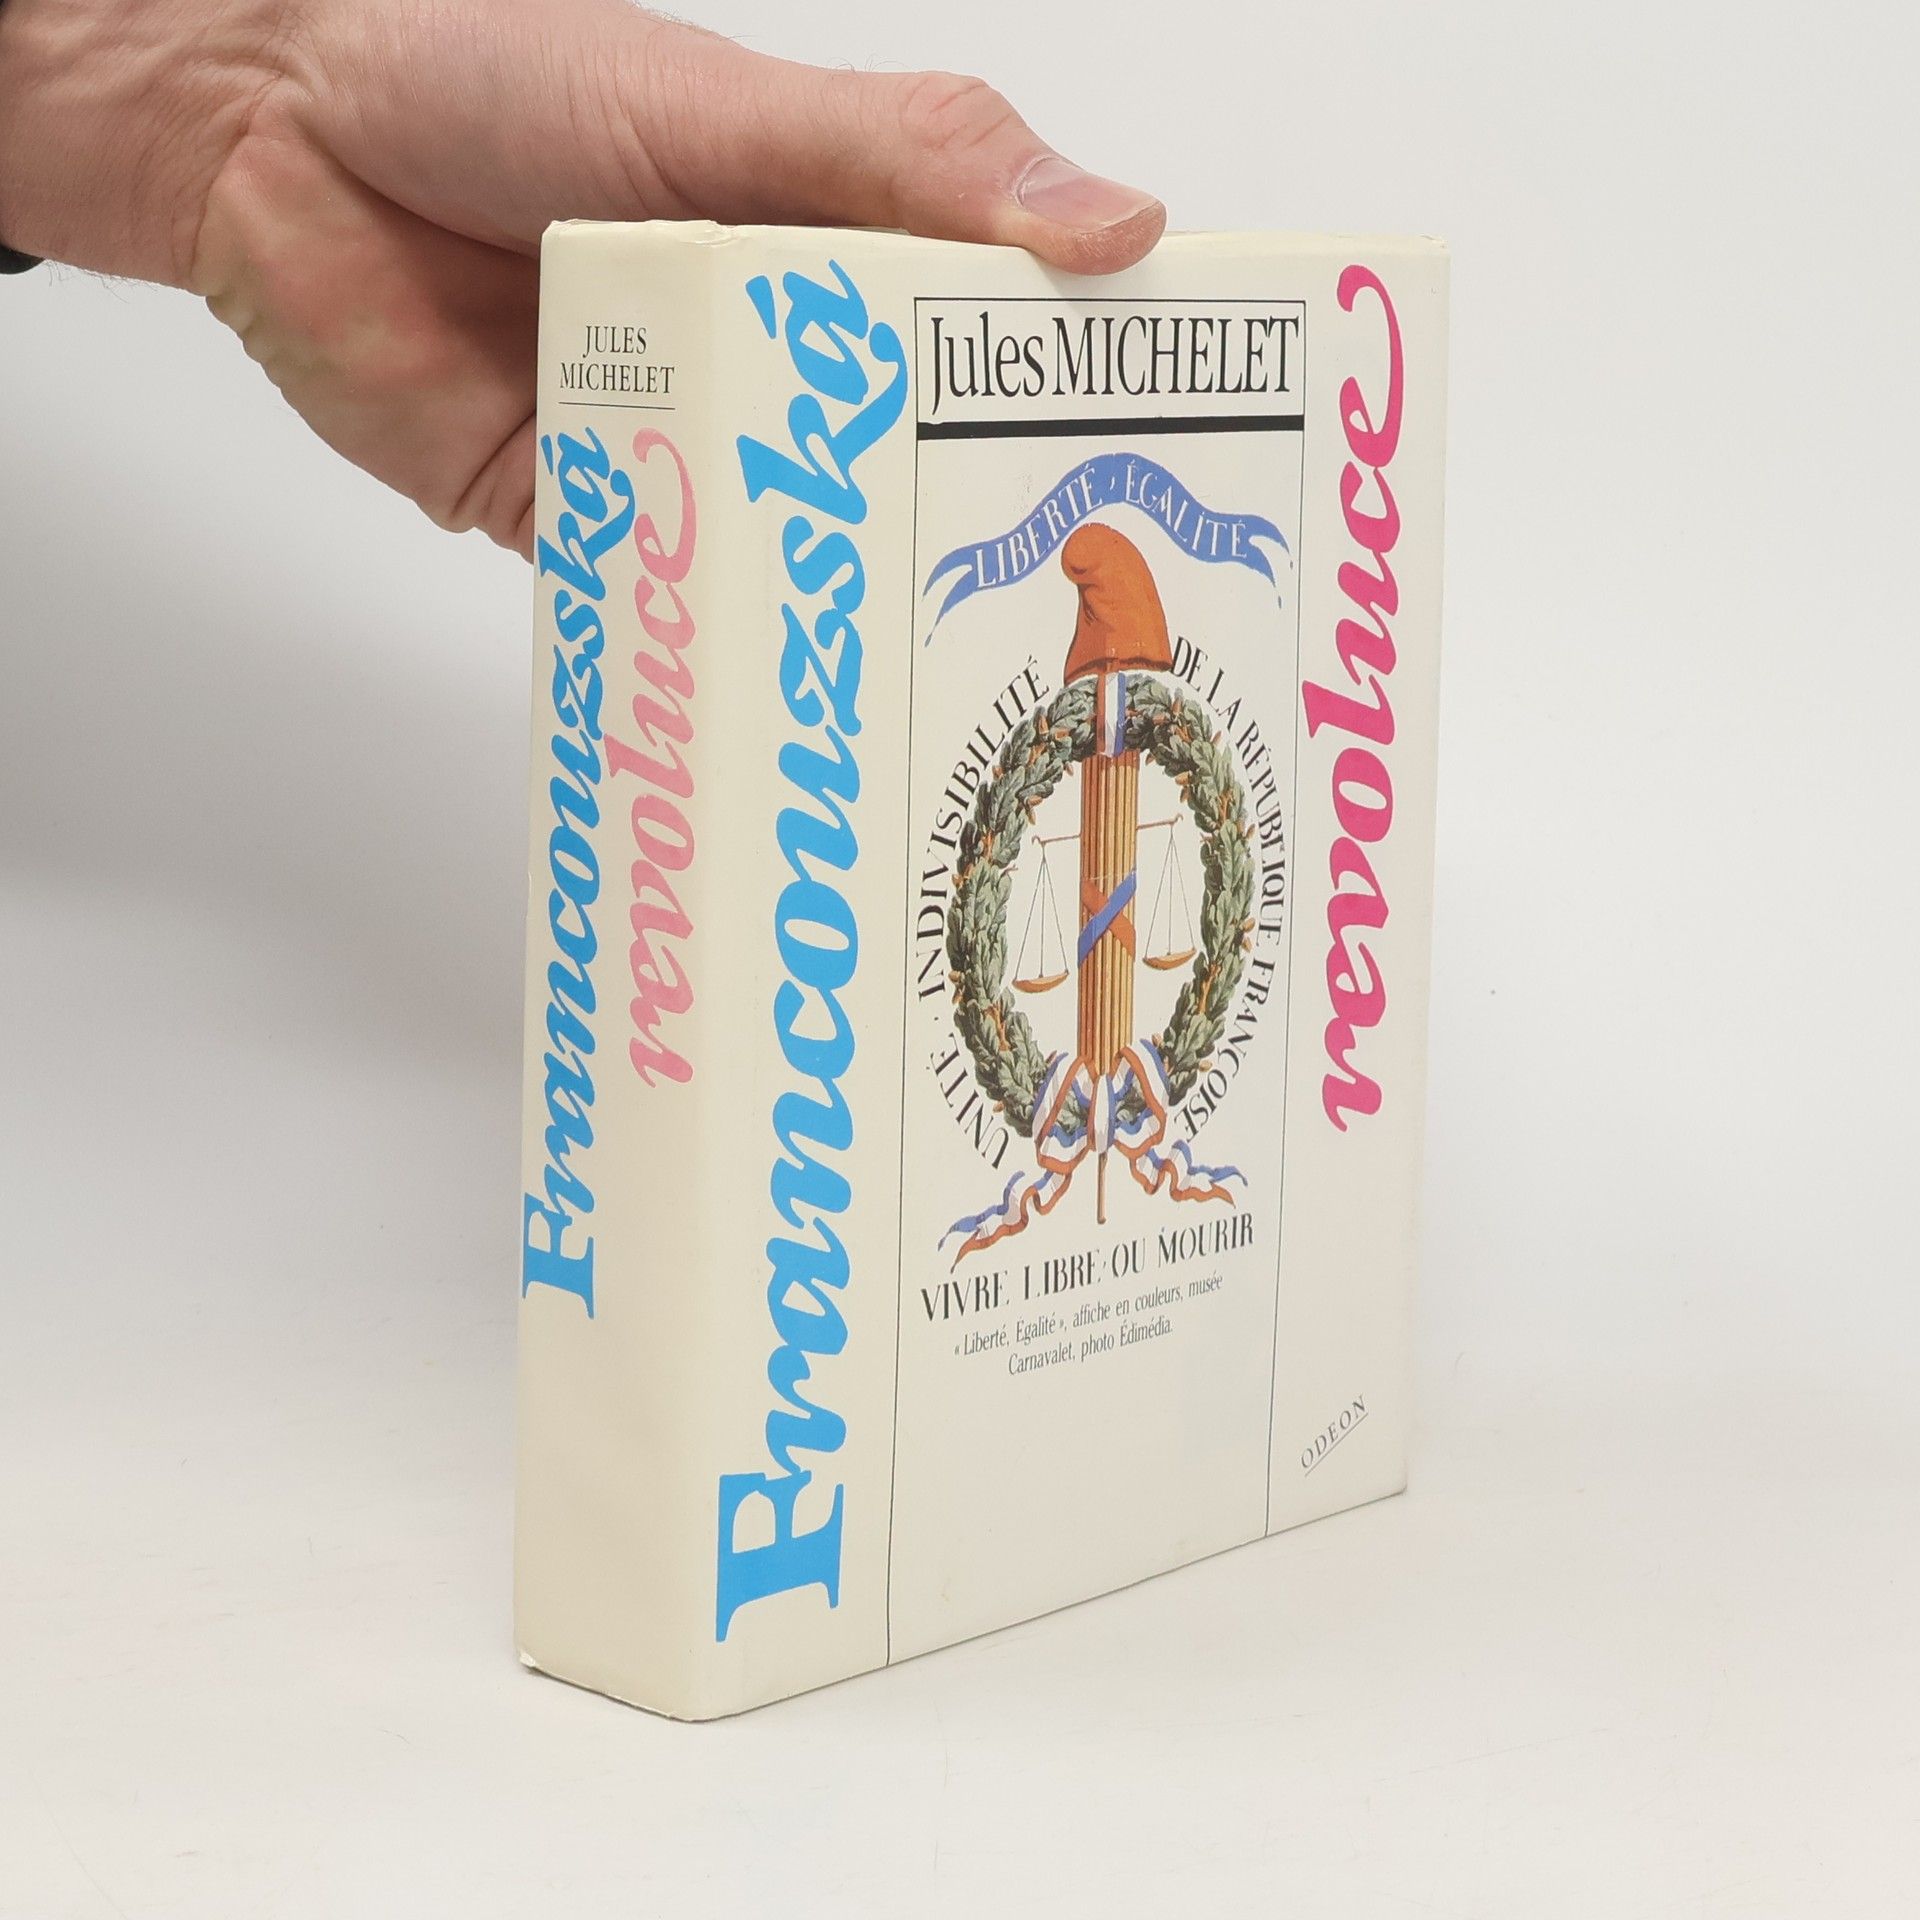 JULES
MICHELET
Francouzská
revoluce
Francouzská
Jules MICHELET
revoluce
LIBERTÉ, ÉGALITÉ
UNITÉ. INDIVISIBILITÉ
DE LA RÉPUBLIQUE FRANÇOISE
VIVRE LIBRE, OU MOURIR
« Liberté, Égalité », affiche en couleurs, musée
Carnavalet, photo Édimédia.
ODEON